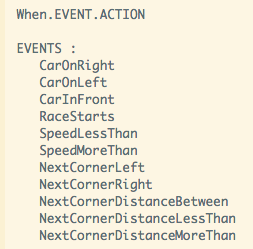 When.EVENT.ACTION
EVENTS :
CarOnRight
CarOnLeft
CarInFront
RaceStarts
SpeedLessThan
SpeedMoreThan
NextCornerLeft
NextCornerRight
NextCornerDistanceBetween
NextCornerDistanceLessThan
NextCornerDistanceMoreThan